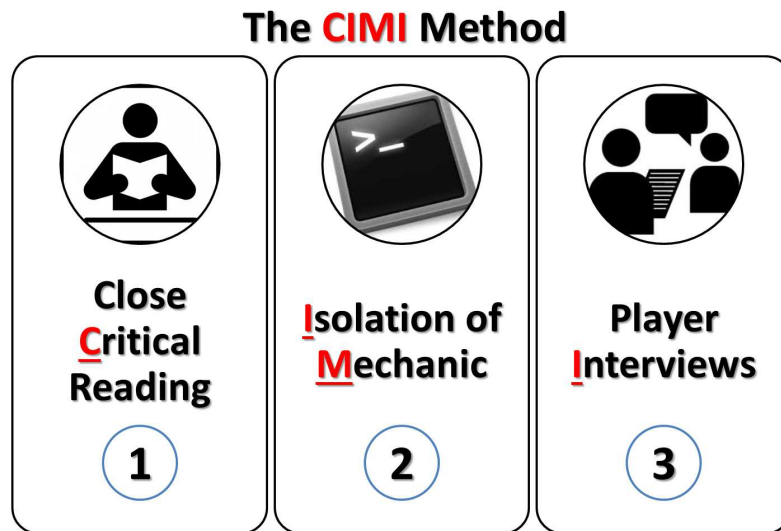 The CIMI Method
>_
Close
Critical
Reading
1
Isolation of
Mechanic
2
Player
Interviews
3